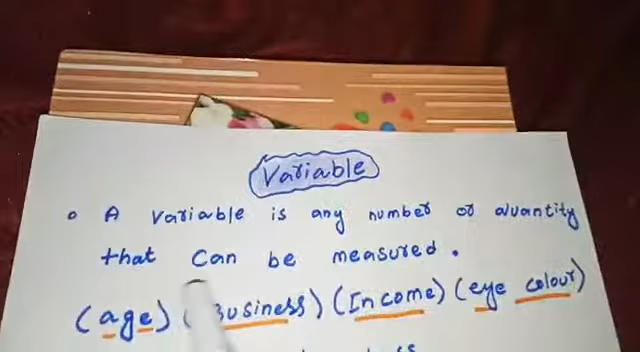 Variable
A variable is any number or quantity
that can be measured.
(age) (Business) (Income) (eye colour)